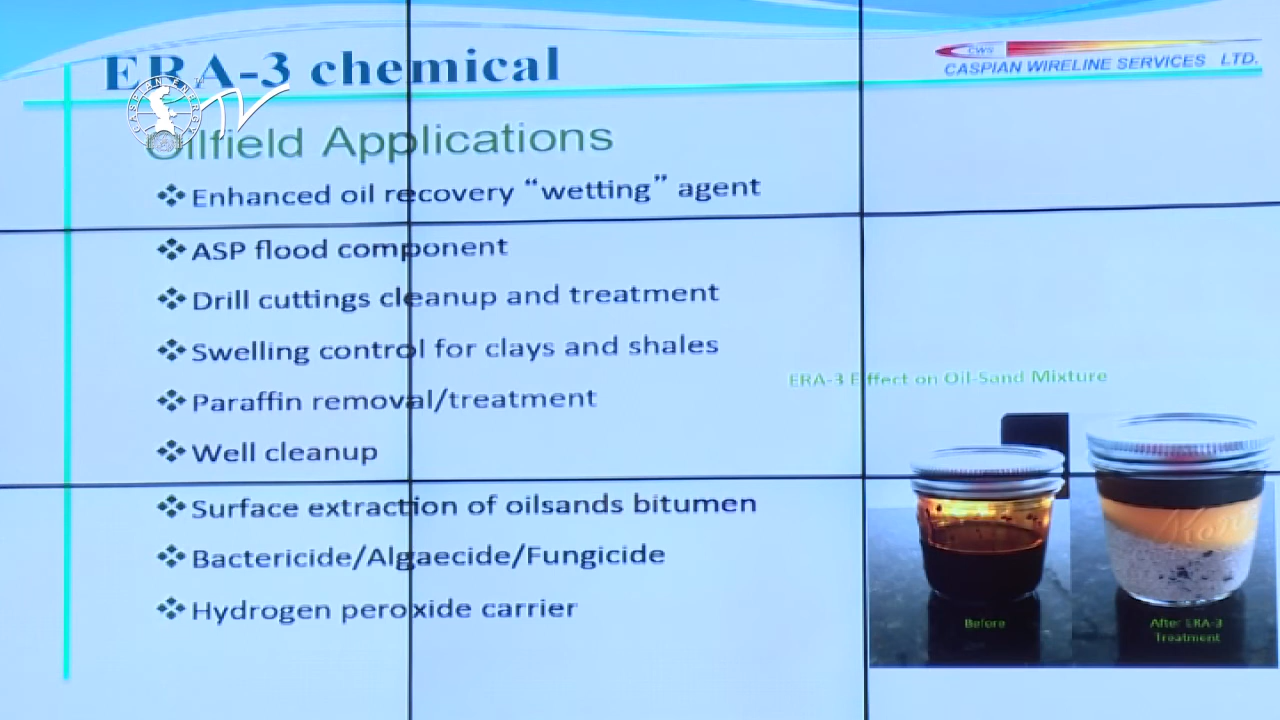 ERA-3 chemical
CWS
CASPIAN WIRELINE SERVICES LTD.
CASPIAN ENERGY
TV
Oilfield Applications
Enhanced oil recovery “wetting” agent
ASP flood component
Drill cuttings cleanup and treatment
Swelling control for clays and shales
Paraffin removal/treatment
Well cleanup
Surface extraction of oilsands bitumen
Bactericide/Algaecide/Fungicide
Hydrogen peroxide carrier
ERA-3 Effect on Oil-Sand Mixture
Before
After ERA-3
Treatment